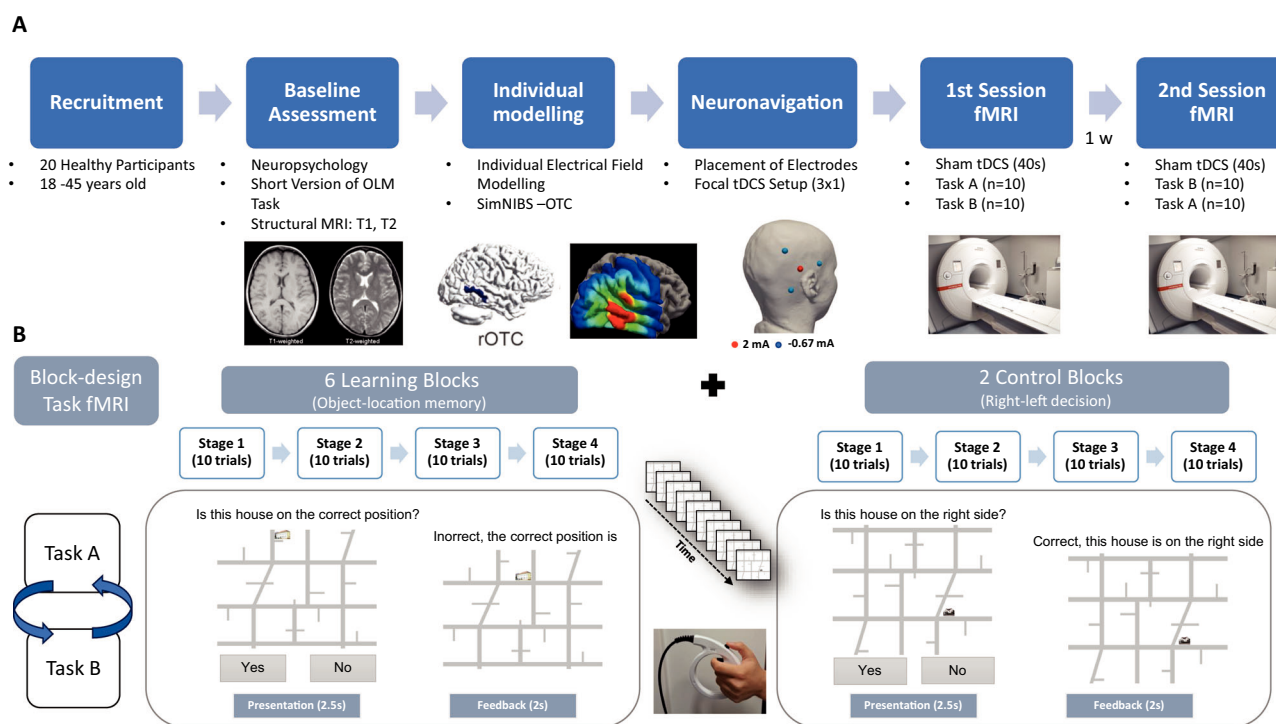 A
Recruitment
Baseline
Assessment
Individual
modelling
Neuronavigation
1st Session
fMRI
1 w
2nd Session
fMRI
• 20 Healthy Participants
• 18 -45 years old
• Neuropsychology
• Short Version of OLM
Task
• Structural MRI: T1, T2
• Individual Electrical Field
Modelling
• SimNIBS –OTC
• Placement of Electrodes
• Focal tDCS Setup (3x1)
• Sham tDCS (40s)
• Task A (n=10)
• Task B (n=10)
• Sham tDCS (40s)
• Task B (n=10)
• Task A (n=10)
T1-weighted
T2-weighted
rOTC
2 mA
-0.67 mA
B
Block-design
Task fMRI
6 Learning Blocks
(Object-location memory)
2 Control Blocks
(Right-left decision)
Stage 1
(10 trials)
Stage 2
(10 trials)
Stage 3
(10 trials)
Stage 4
(10 trials)
Stage 1
(10 trials)
Stage 2
(10 trials)
Stage 3
(10 trials)
Stage 4
(10 trials)
Task A
Task B
Is this house on the correct position?
Yes
No
Presentation (2.5s)
Inorrect, the correct position is
Feedback (2s)
Time
Is this house on the right side?
Yes
No
Presentation (2.5s)
Correct, this house is on the right side
Feedback (2s)